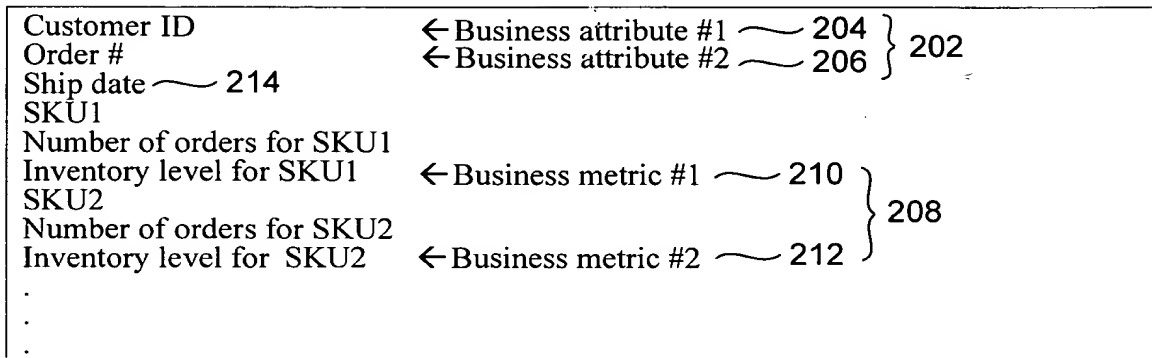 Customer ID ←Business attribute #1 204 202
Order # ←Business attribute #2 206
Ship date 214
SKU1
Number of orders for SKU1
Inventory level for SKU1 ←Business metric #1 210
SKU2 208
Number of orders for SKU2
Inventory level for SKU2 ←Business metric #2 212
.
.
.